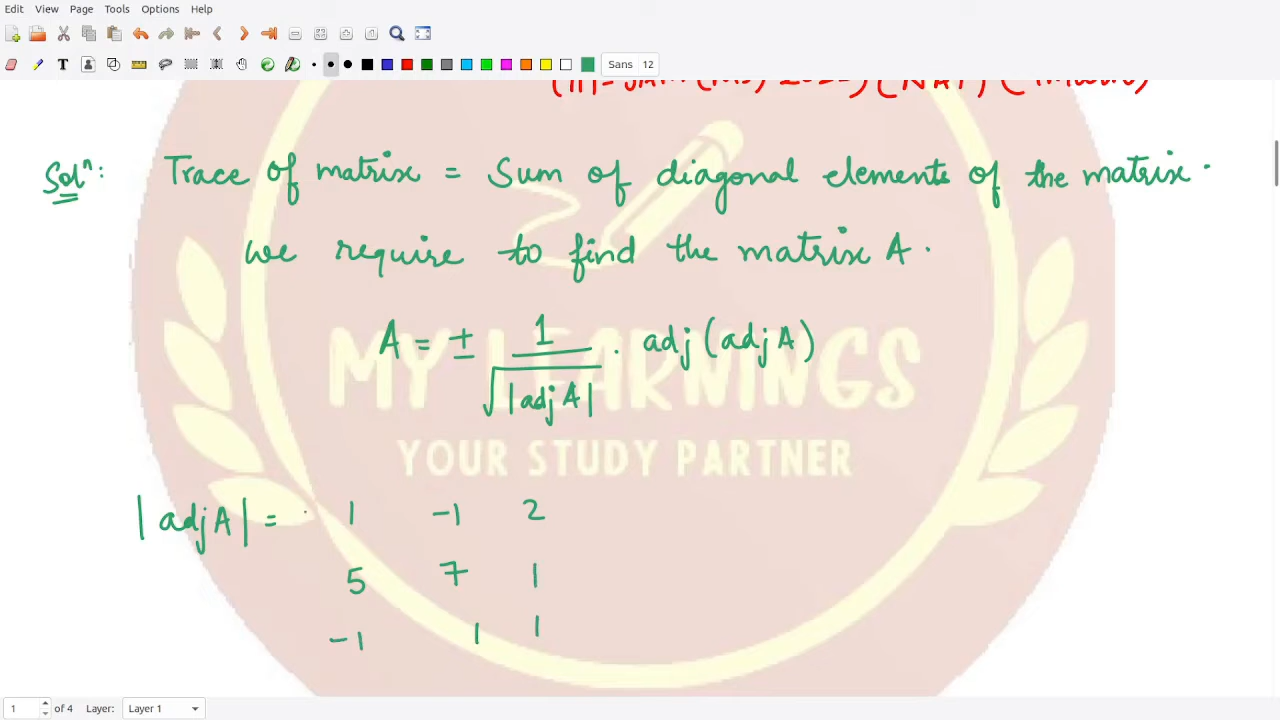 Edit View Page Tools Options Help
Sans 12
Solⁿ: Trace of matrix = Sum of diagonal elements of the matrix.
we require to find the matrix A.
A = ± 1/√|adj A| . adj (adj A)
MY LEARNINGS
YOUR STUDY PARTNER
|adj A| = 1 -1 2
5 7 1
-1 1 1
1 of 4 Layer: Layer 1